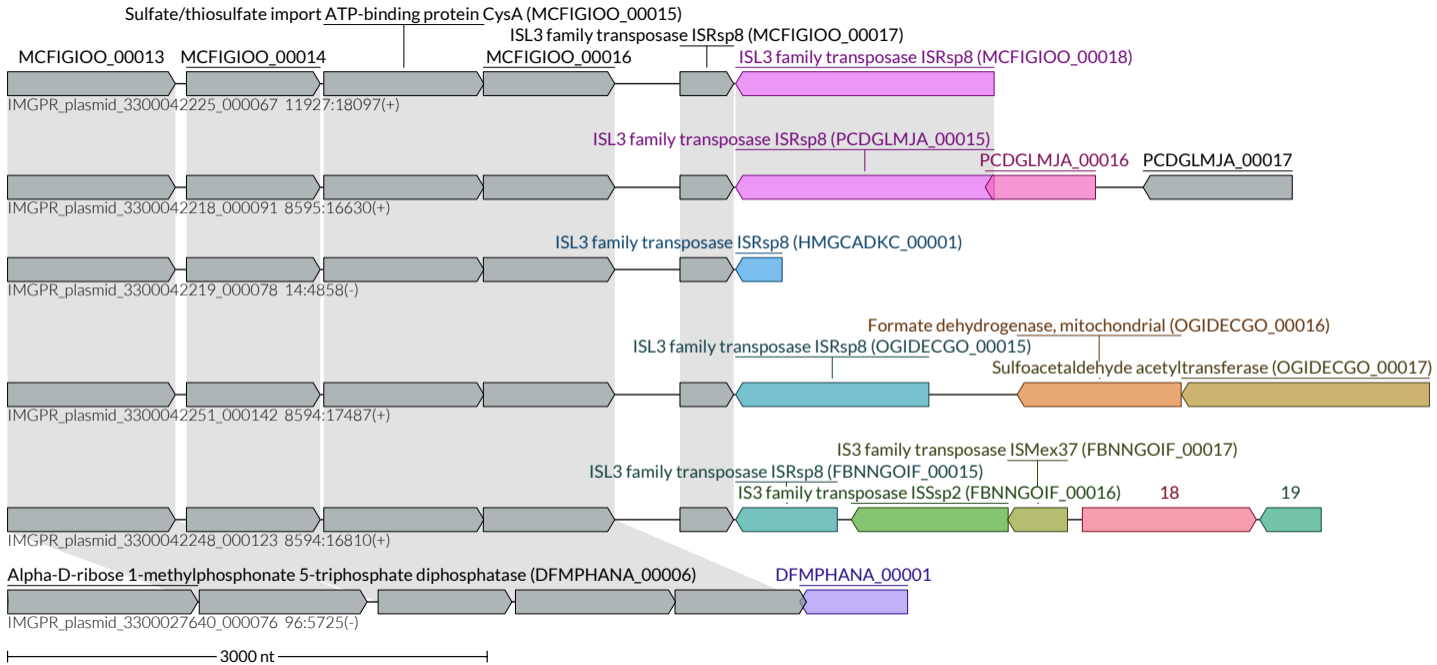 Sulfate/thiosulfate import ATP-binding protein CysA (MCFIGIOO_00015)
ISL3 family transposase ISRsp8 (MCFIGIOO_00017)
MCFIGIOO_00013 MCFIGIOO_00014 MCFIGIOO_00016 ISL3 family transposase ISRsp8 (MCFIGIOO_00018)
IMGPR_plasmid_3300042225_000067 11927:18097(+)
ISL3 family transposase ISRsp8 (PCDGLMJA_00015)
PCDGLMJA_00016 PCDGLMJA_00017
IMGPR_plasmid_3300042218_000091 8595:16630(+)
ISL3 family transposase ISRsp8 (HMGCADKC_00001)
IMGPR_plasmid_3300042219_000078 14:4858(-)
Formate dehydrogenase, mitochondrial (OGIDECGO_00016)
ISL3 family transposase ISRsp8 (OGIDECGO_00015)
Sulfoacetaldehyde acetyltransferase (OGIDECGO_00017)
IMGPR_plasmid_3300042251_000142 8594:17487(+)
IS3 family transposase ISMex37 (FBNNGOIF_00017)
ISL3 family transposase ISRsp8 (FBNNGOIF_00015)
IS3 family transposase ISSsp2 (FBNNGOIF_00016) 18 19
IMGPR_plasmid_3300042248_000123 8594:16810(+)
Alpha-D-ribose 1-methylphosphonate 5-triphosphate diphosphatase (DFMPHANA_00006) DFMPHANA_00001
IMGPR_plasmid_3300027640_000076 96:5725(-)
3000 nt